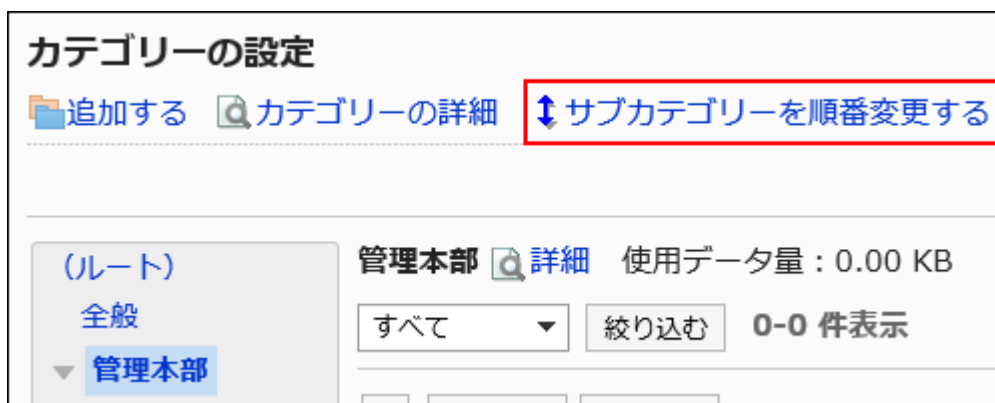 カテゴリーの設定
追加する カテゴリーの詳細 サブカテゴリーを順番変更する
(ルート)
全般
管理本部
管理本部 詳細 使用データ量:0.00 KB
すべて 絞り込む 0-0 件表示